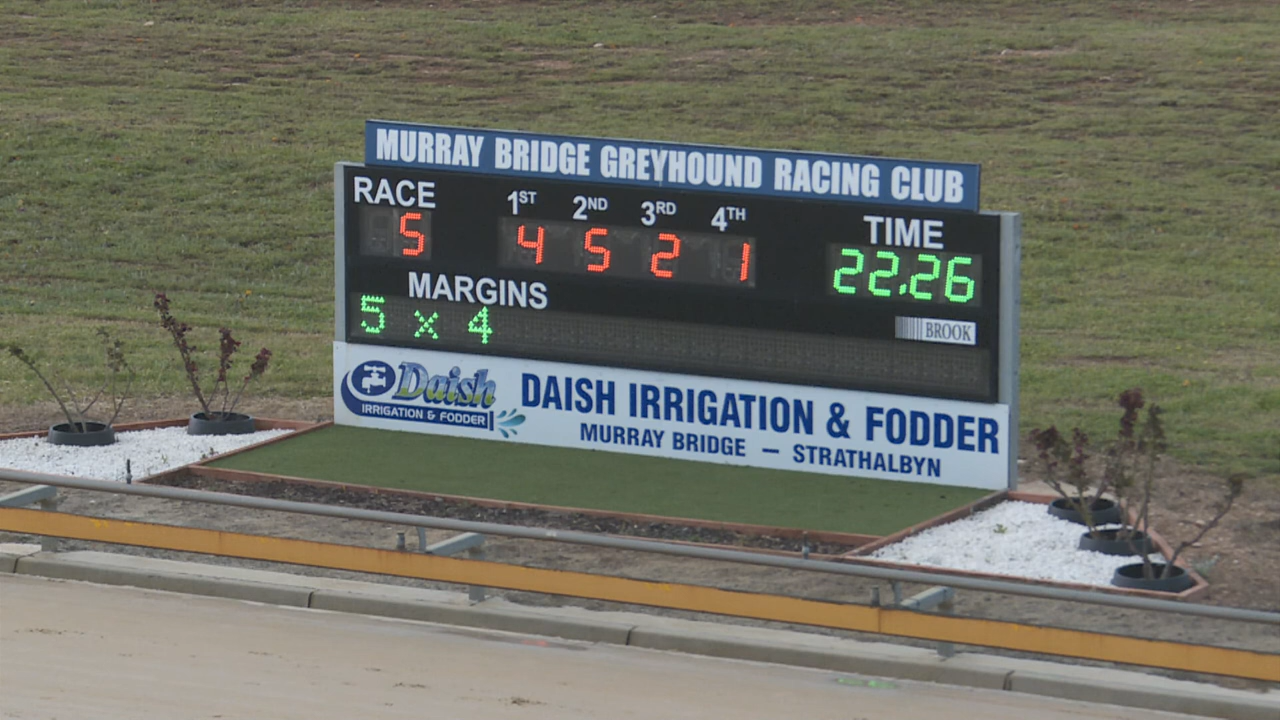 MURRAY BRIDGE GREYHOUND RACING CLUB
RACE 1ST 2ND 3RD 4TH TIME
5 4 5 2 1 22.26
MARGINS
5 x 4
BROOK
Daish
IRRIGATION & FODDER
DAISH IRRIGATION & FODDER
MURRAY BRIDGE – STRATHALBYN